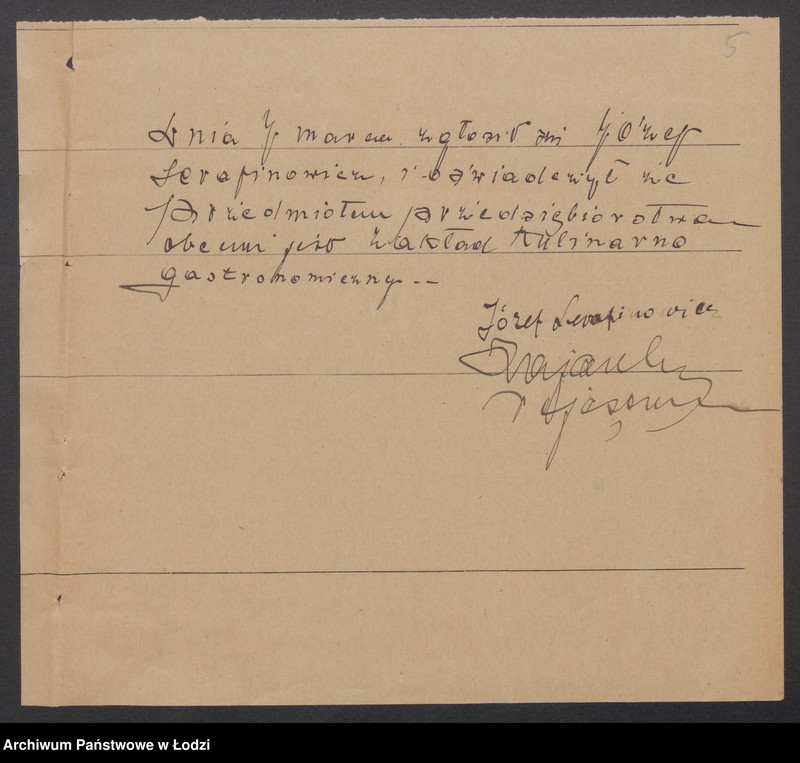 5
Dnia 7 marca zgłosił się Józef
Serafinowicz, i oświadczył że
przedmiotem przedsiębiorstwa
obecnie jest Zakład Kulinarno
gastronomiczny --
Józef Serafinowicz
Archiwum Państwowe w Łodzi